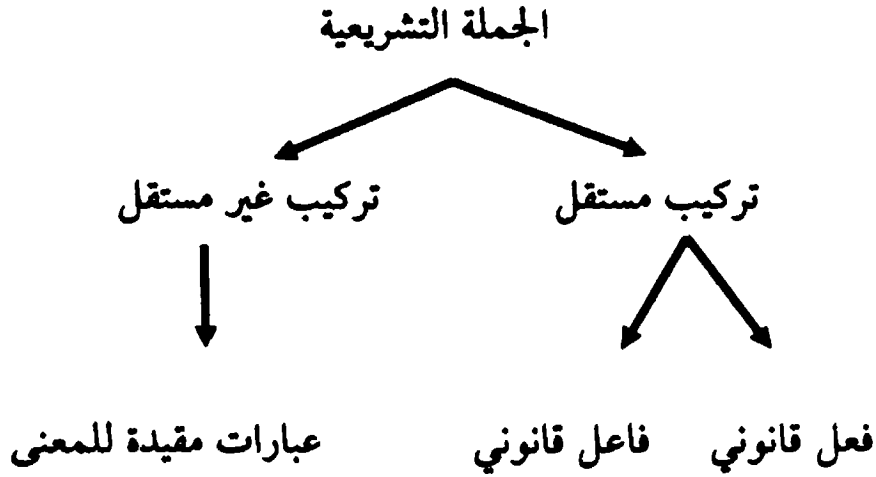 الجملة التشريعية
تركيب مستقل تركيب غير مستقل
فعل قانوني فاعل قانوني عبارات مقيدة للمعنى